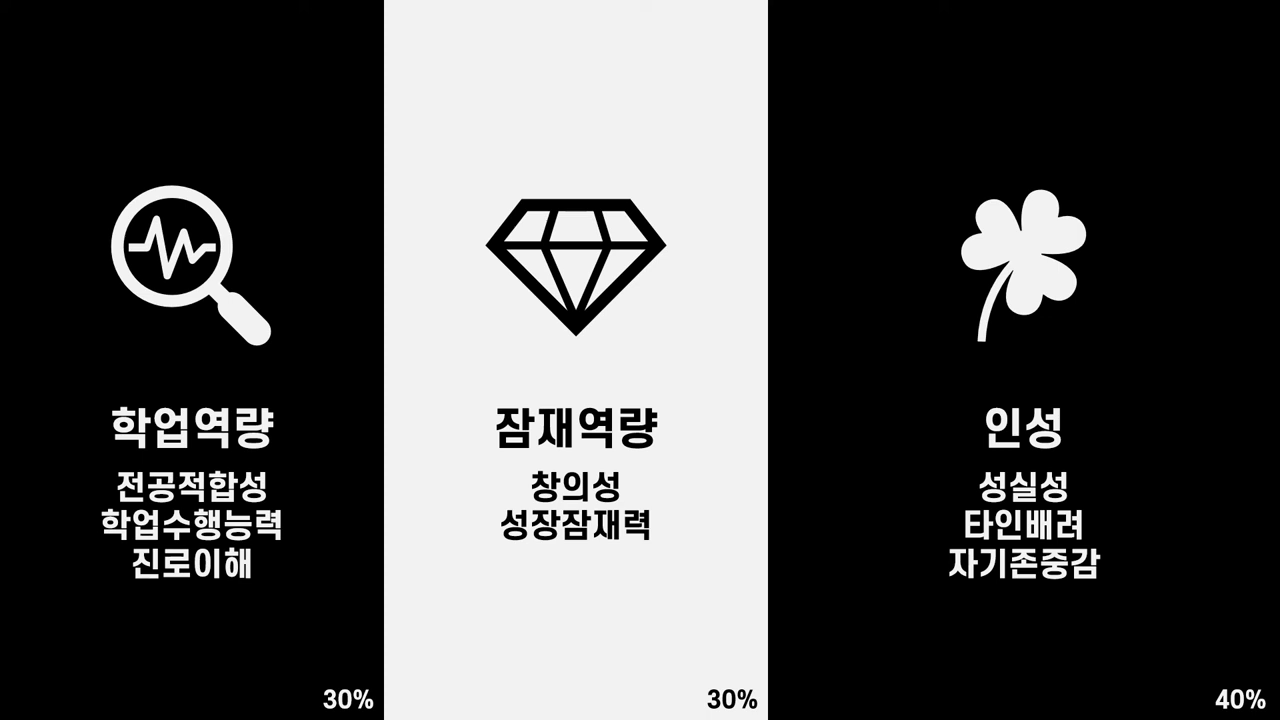 학업역량
전공적합성
학업수행능력
진로이해
30%
잠재역량
창의성
성장잠재력
30%
인성
성실성
타인배려
자기존중감
40%